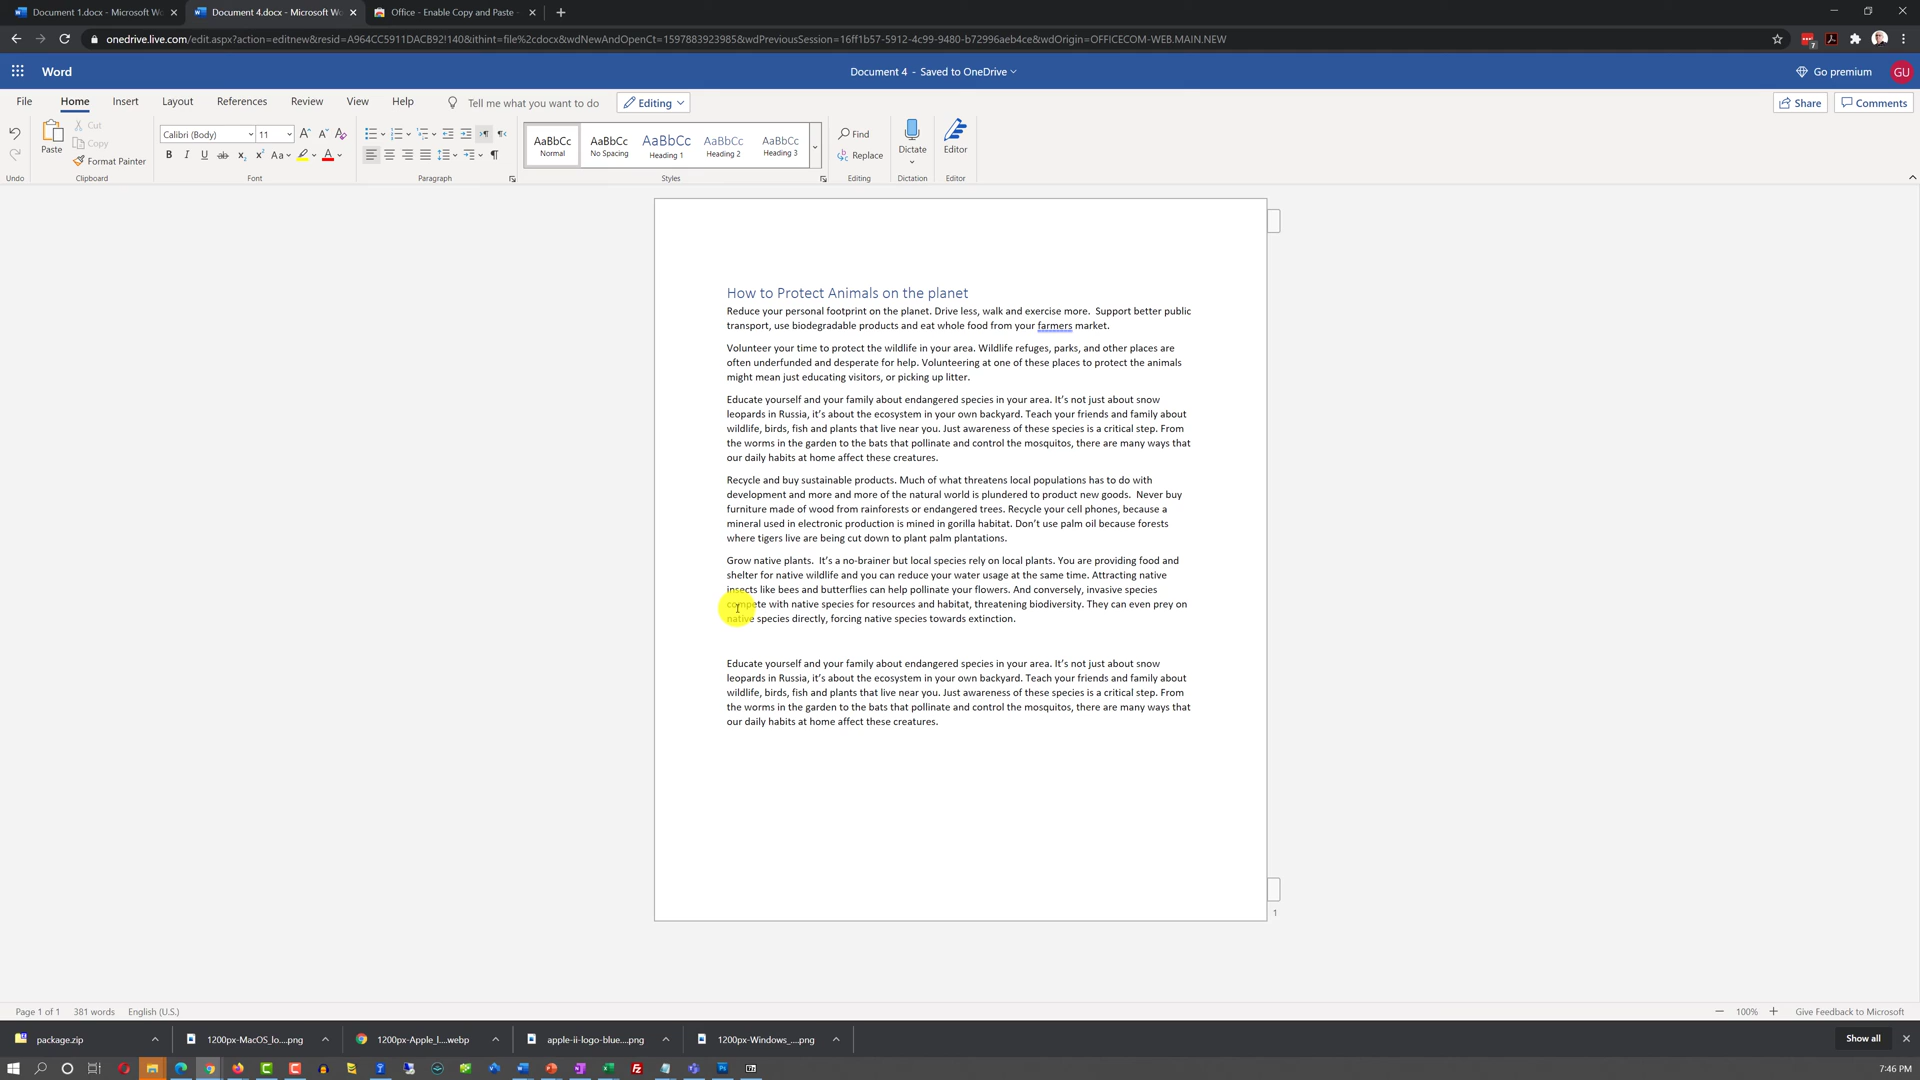 Document 1.docx - Microsoft Wo
Document 4.docx - Microsoft Wo
Office - Enable Copy and Paste -
onedrive.live.com/edit.aspx?action=editnew&resid=A964CC5911DACB92!140&ithint=file%2cdocx&wdNewAndOpenCt=1597883923985&wdPreviousSession=16ff1b57-5912-4c99-9480-b72996aeb4ce&wdOrigin=OFFICECOM-WEB.MAIN.NEW
7
Word
Document 4 - Saved to OneDrive
Go premium
GU
File Home Insert Layout References Review View Help Tell me what you want to do Editing
Share Comments
Paste
Cut
Copy
Format Painter
Calibri (Body) 11
AaBbCc Normal
AaBbCc No Spacing
AaBbCc Heading 1
AaBbCc Heading 2
AaBbCc Heading 3
Find
Replace
Dictate
Editor
Undo Clipboard Font Paragraph Styles Editing Dictation Editor
How to Protect Animals on the planet
Reduce your personal footprint on the planet. Drive less, walk and exercise more.  Support better public
transport, use biodegradable products and eat whole food from your farmers market.
Volunteer your time to protect the wildlife in your area. Wildlife refuges, parks, and other places are
often underfunded and desperate for help. Volunteering at one of these places to protect the animals
might mean just educating visitors, or picking up litter.
Educate yourself and your family about endangered species in your area. It’s not just about snow
leopards in Russia, it’s about the ecosystem in your own backyard. Teach your friends and family about
wildlife, birds, fish and plants that live near you. Just awareness of these species is a critical step. From
the worms in the garden to the bats that pollinate and control the mosquitos, there are many ways that
our daily habits at home affect these creatures.
Recycle and buy sustainable products. Much of what threatens local populations has to do with
development and more and more of the natural world is plundered to product new goods.  Never buy
furniture made of wood from rainforests or endangered trees. Recycle your cell phones, because a
mineral used in electronic production is mined in gorilla habitat. Don’t use palm oil because forests
where tigers live are being cut down to plant palm plantations.
Grow native plants.  It’s a no-brainer but local species rely on local plants. You are providing food and
shelter for native wildlife and you can reduce your water usage at the same time. Attracting native
insects like bees and butterflies can help pollinate your flowers. And conversely, invasive species
compete with native species for resources and habitat, threatening biodiversity. They can even prey on
native species directly, forcing native species towards extinction.
Educate yourself and your family about endangered species in your area. It’s not just about snow
leopards in Russia, it’s about the ecosystem in your own backyard. Teach your friends and family about
wildlife, birds, fish and plants that live near you. Just awareness of these species is a critical step. From
the worms in the garden to the bats that pollinate and control the mosquitos, there are many ways that
our daily habits at home affect these creatures.
1
Page 1 of 1 381 words English (U.S.)
100% Give Feedback to Microsoft
package.zip
1200px-MacOS_lo....png
1200px-Apple_l....webp
apple-ii-logo-blue....png
1200px-Windows_....png
Show all
7:46 PM